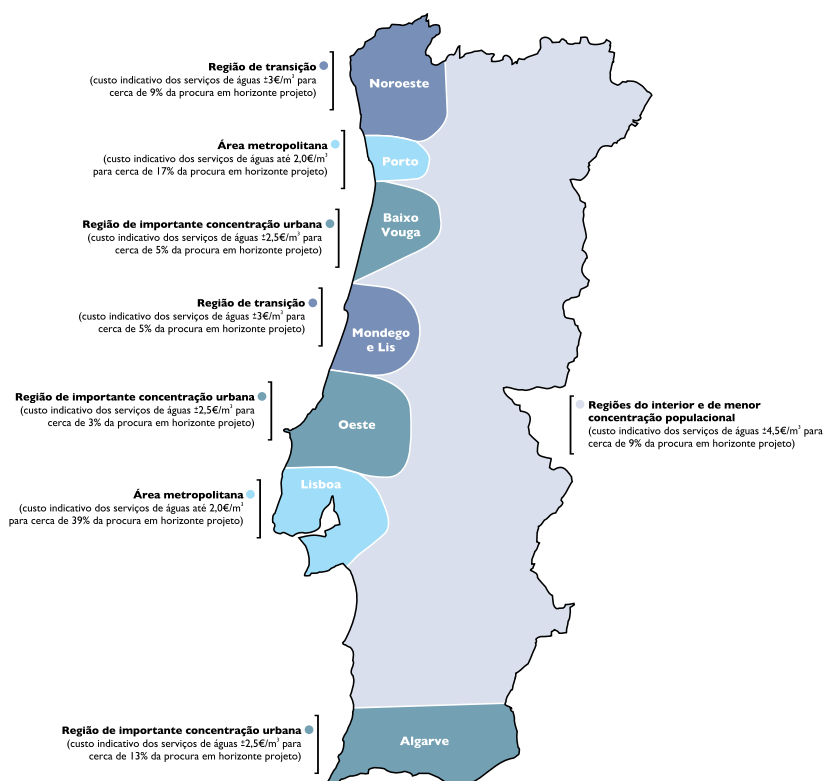 Região de transição
(custo indicativo dos serviços de águas ±3€/m³ para
cerca de 9% da procura em horizonte projeto)
Noroeste
Área metropolitana
(custo indicativo dos serviços de águas até 2,0€/m³
para cerca de 17% da procura em horizonte projeto)
Porto
Região de importante concentração urbana
(custo indicativo dos serviços de águas ±2,5€/m³ para
cerca de 5% da procura em horizonte projeto)
Baixo
Vouga
Região de transição
(custo indicativo dos serviços de águas ±3€/m³ para
cerca de 5% da procura em horizonte projeto)
Mondego
e Lis
Região de importante concentração urbana
(custo indicativo dos serviços de águas ±2,5€/m³ para
cerca de 3% da procura em horizonte projeto)
Oeste
Regiões do interior e de menor
concentração populacional
(custo indicativo dos serviços de águas ±4,5€/m³ para
cerca de 9% da procura em horizonte projeto)
Área metropolitana
(custo indicativo dos serviços de águas até 2,0€/m³
para cerca de 39% da procura em horizonte projeto)
Lisboa
Região de importante concentração urbana
(custo indicativo dos serviços de águas ±2,5€/m³ para
cerca de 13% da procura em horizonte projeto)
Algarve